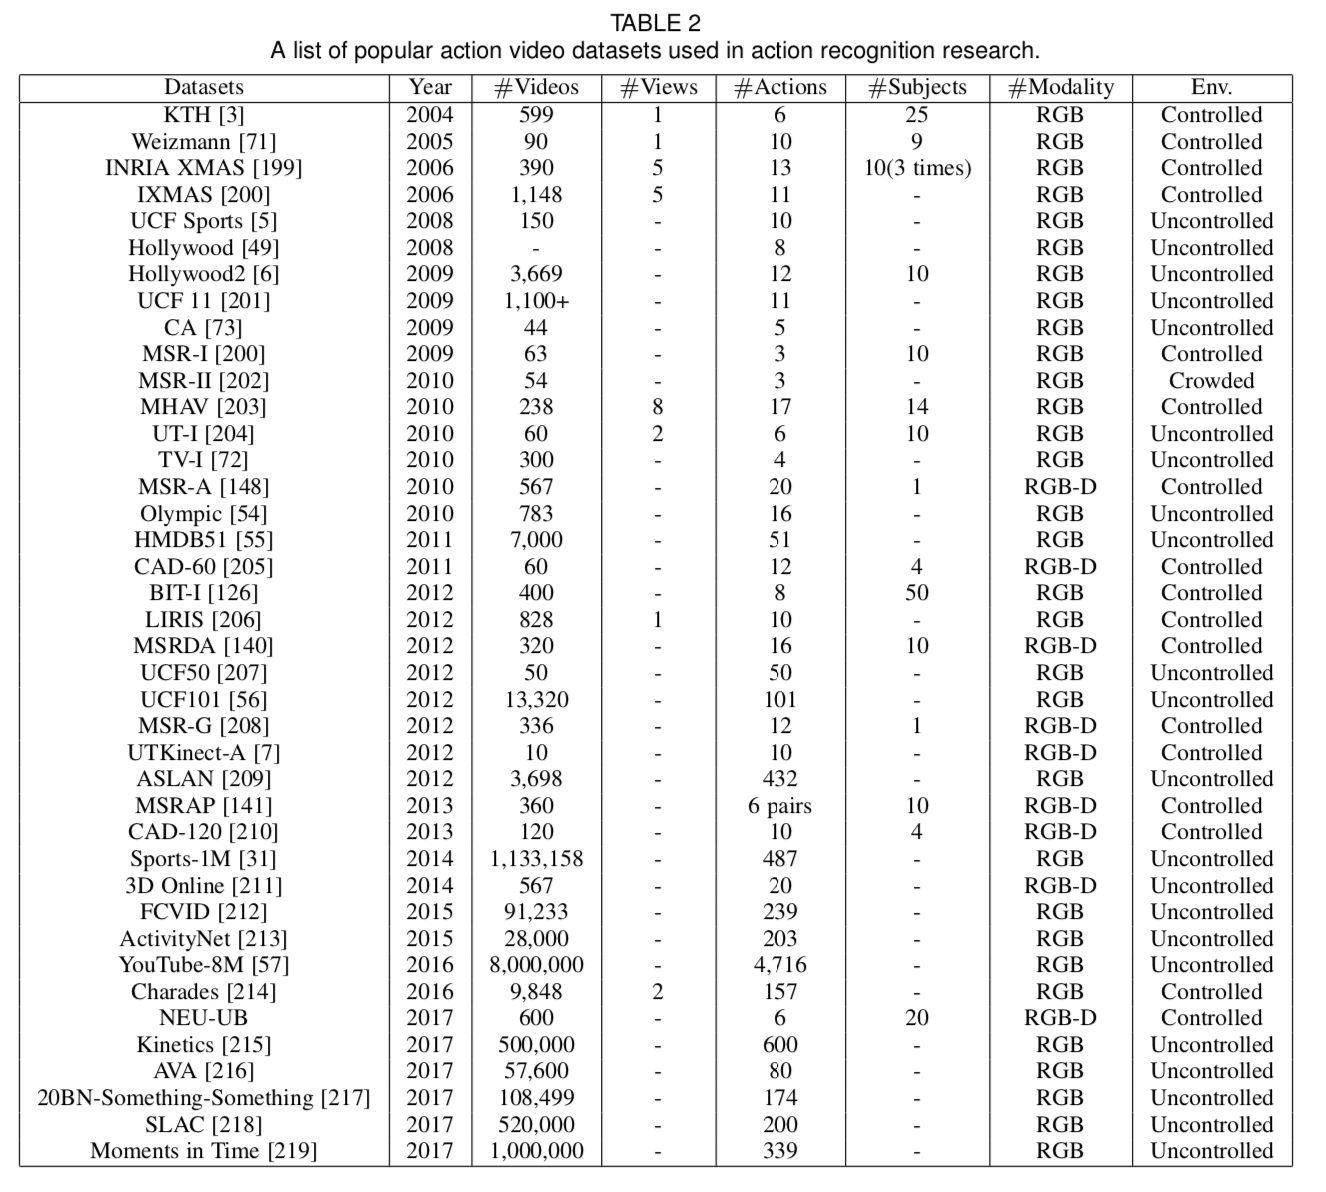 TABLE 2
A list of popular action video datasets used in action recognition research.
Datasets Year #Videos #Views #Actions #Subjects #Modality Env.
KTH [3] 2004 599 1 6 25 RGB Controlled
Weizmann [71] 2005 90 1 10 9 RGB Controlled
INRIA XMAS [199] 2006 390 5 13 10(3 times) RGB Controlled
IXMAS [200] 2006 1,148 5 11 - RGB Controlled
UCF Sports [5] 2008 150 - 10 - RGB Uncontrolled
Hollywood [49] 2008 - - 8 - RGB Uncontrolled
Hollywood2 [6] 2009 3,669 - 12 10 RGB Uncontrolled
UCF 11 [201] 2009 1,100+ - 11 - RGB Uncontrolled
CA [73] 2009 44 - 5 - RGB Uncontrolled
MSR-I [200] 2009 63 - 3 10 RGB Controlled
MSR-II [202] 2010 54 - 3 - RGB Crowded
MHAV [203] 2010 238 8 17 14 RGB Controlled
UT-I [204] 2010 60 2 6 10 RGB Uncontrolled
TV-I [72] 2010 300 - 4 - RGB Uncontrolled
MSR-A [148] 2010 567 - 20 1 RGB-D Controlled
Olympic [54] 2010 783 - 16 - RGB Uncontrolled
HMDB51 [55] 2011 7,000 - 51 - RGB Uncontrolled
CAD-60 [205] 2011 60 - 12 4 RGB-D Controlled
BIT-I [126] 2012 400 - 8 50 RGB Controlled
LIRIS [206] 2012 828 1 10 - RGB Controlled
MSRDA [140] 2012 320 - 16 10 RGB-D Controlled
UCF50 [207] 2012 50 - 50 - RGB Uncontrolled
UCF101 [56] 2012 13,320 - 101 - RGB Uncontrolled
MSR-G [208] 2012 336 - 12 1 RGB-D Controlled
UTKinect-A [7] 2012 10 - 10 - RGB-D Controlled
ASLAN [209] 2012 3,698 - 432 - RGB Uncontrolled
MSRAP [141] 2013 360 - 6 pairs 10 RGB-D Controlled
CAD-120 [210] 2013 120 - 10 4 RGB-D Controlled
Sports-1M [31] 2014 1,133,158 - 487 - RGB Uncontrolled
3D Online [211] 2014 567 - 20 - RGB-D Uncontrolled
FCVID [212] 2015 91,233 - 239 - RGB Uncontrolled
ActivityNet [213] 2015 28,000 - 203 - RGB Uncontrolled
YouTube-8M [57] 2016 8,000,000 - 4,716 - RGB Uncontrolled
Charades [214] 2016 9,848 2 157 - RGB Controlled
NEU-UB 2017 600 - 6 20 RGB-D Controlled
Kinetics [215] 2017 500,000 - 600 - RGB Uncontrolled
AVA [216] 2017 57,600 - 80 - RGB Uncontrolled
20BN-Something-Something [217] 2017 108,499 - 174 - RGB Uncontrolled
SLAC [218] 2017 520,000 - 200 - RGB Uncontrolled
Moments in Time [219] 2017 1,000,000 - 339 - RGB Uncontrolled